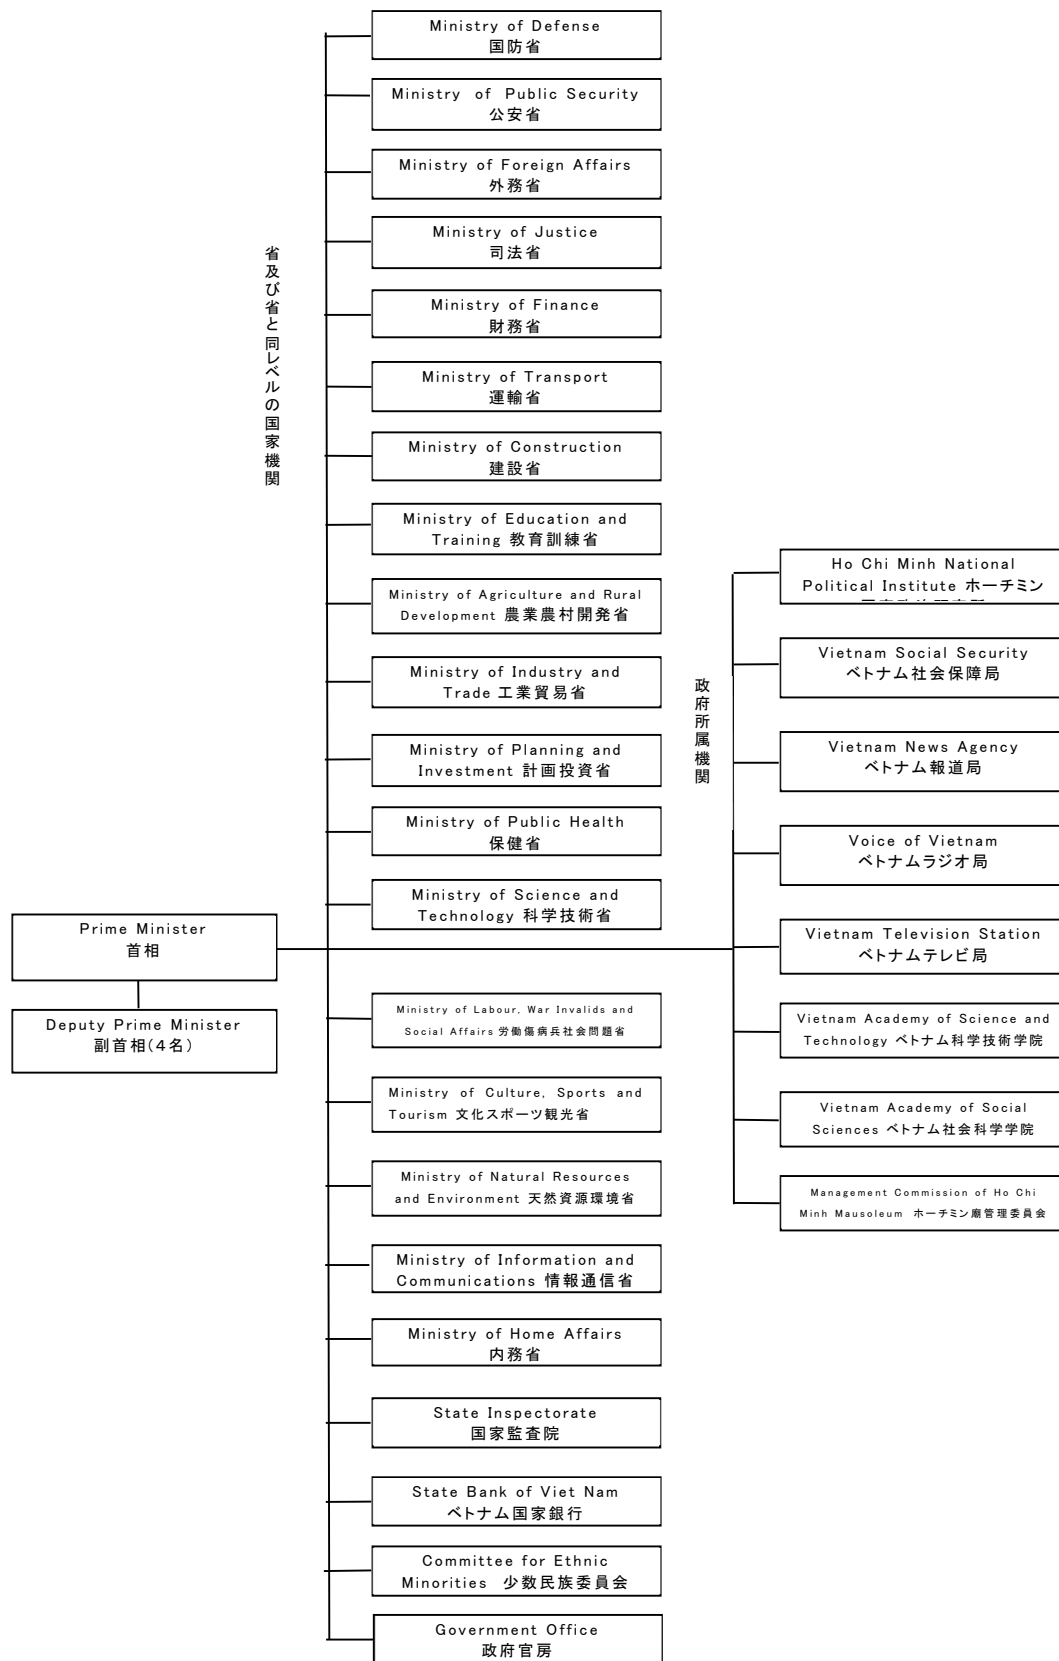 Ministry of Defense
国防省
Ministry of Public Security
公安省
Ministry of Foreign Affairs
外務省
Ministry of Justice
司法省
省及び省と同レベルの国家機関
Ministry of Finance
財務省
Ministry of Transport
運輸省
Ministry of Construction
建設省
Ministry of Education and
Training 教育訓練省
Ministry of Agriculture and Rural
Development 農業農村開発省
Ministry of Industry and
Trade 工業貿易省
Ministry of Planning and
Investment 計画投資省
Ministry of Public Health
保健省
Ministry of Science and
Technology 科学技術省
Prime Minister
首相
Deputy Prime Minister
副首相(4名)
Ministry of Labour, War Invalids and
Social Affairs 労働傷病兵社会問題省
Ministry of Culture, Sports and
Tourism 文化スポーツ観光省
Ministry of Natural Resources
and Environment 天然資源環境省
Ministry of Information and
Communications 情報通信省
Ministry of Home Affairs
内務省
State Inspectorate
国家監査院
State Bank of Viet Nam
ベトナム国家銀行
Committee for Ethnic
Minorities 少数民族委員会
Government Office
政府官房
政府所属機関
Ho Chi Minh National
Political Institute ホーチミン
Vietnam Social Security
ベトナム社会保障局
Vietnam News Agency
ベトナム報道局
Voice of Vietnam
ベトナムラジオ局
Vietnam Television Station
ベトナムテレビ局
Vietnam Academy of Science and
Technology ベトナム科学技術学院
Vietnam Academy of Social
Sciences ベトナム社会科学学院
Management Commission of Ho Chi
Minh Mausoleum ホーチミン廟管理委員会